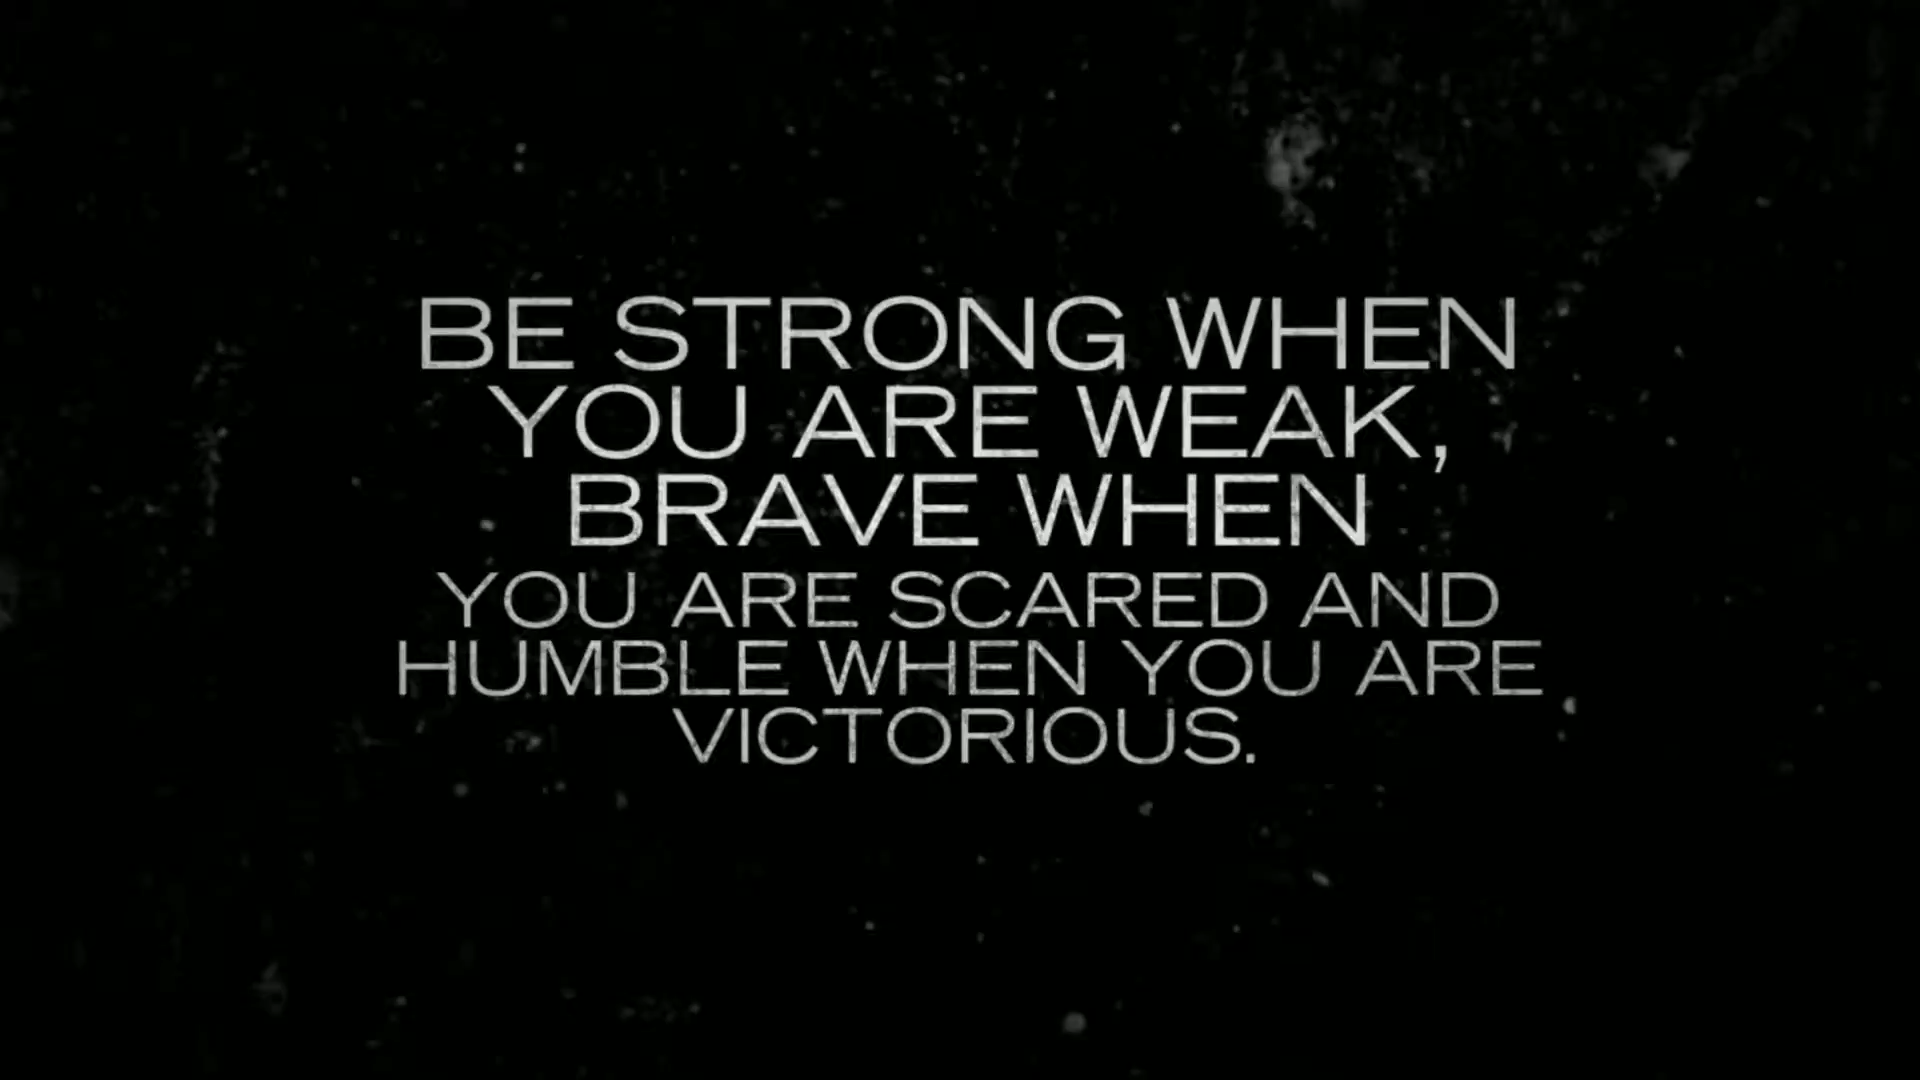 BE STRONG WHEN
YOU ARE WEAK,
BRAVE WHEN
YOU ARE SCARED AND
HUMBLE WHEN YOU ARE
VICTORIOUS.